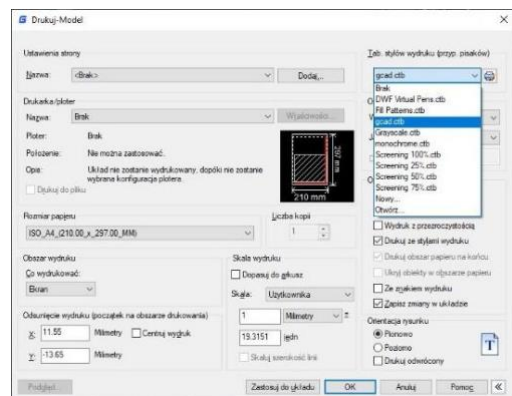 Drukuj-Model
Ustawienia strony
Nazwa: <Brak> Dodaj...
Drukarka/ploter
Nazwa: Brak Właściwości...
Ploter: Brak
Położenie: Nie można zastosować.
Opis: Układ nie zostanie wydrukowany, dopóki nie zostanie
wybrana konfiguracja plotera.
Drukuj do pliku
297 mm
210 mm
Rozmiar papieru
ISO_A4_(210.00_x_297.00_MM)
Liczba kopii
1
Obszar wydruku
Co wydrukować:
Ekran
Skala wydruku
Dopasuj do arkusza
Skala: Użytkownika
1 Milimetry =
19.3151 jedn
Skaluj szerokość linii
Odsunięcie wydruku (początek na obszarze drukowania)
X: 11.55 Milimetry Centruj wydruk
Y: -13.65 Milimetry
Tab. stylów wydruku (przyp. pisaków)
gcad.ctb
Brak
DWF Virtual Pens.ctb
Fill Patterns.ctb
gcad.ctb
Grayscale.ctb
monochrome.ctb
Screening 100%.ctb
Screening 25%.ctb
Screening 50%.ctb
Screening 75%.ctb
Nowy...
Otwórz...
Wydruk z przezroczystością
Drukuj ze stylami wydruku
Drukuj obszar papieru na końcu
Ukryj obiekty w obszarze papieru
Ze znakiem wydruku
Zapisz zmiany w układzie
Orientacja rysunku
Pionowo
Poziomo
Drukuj odwrócony
Podgląd... Zastosuj do układu OK Anuluj Pomoc